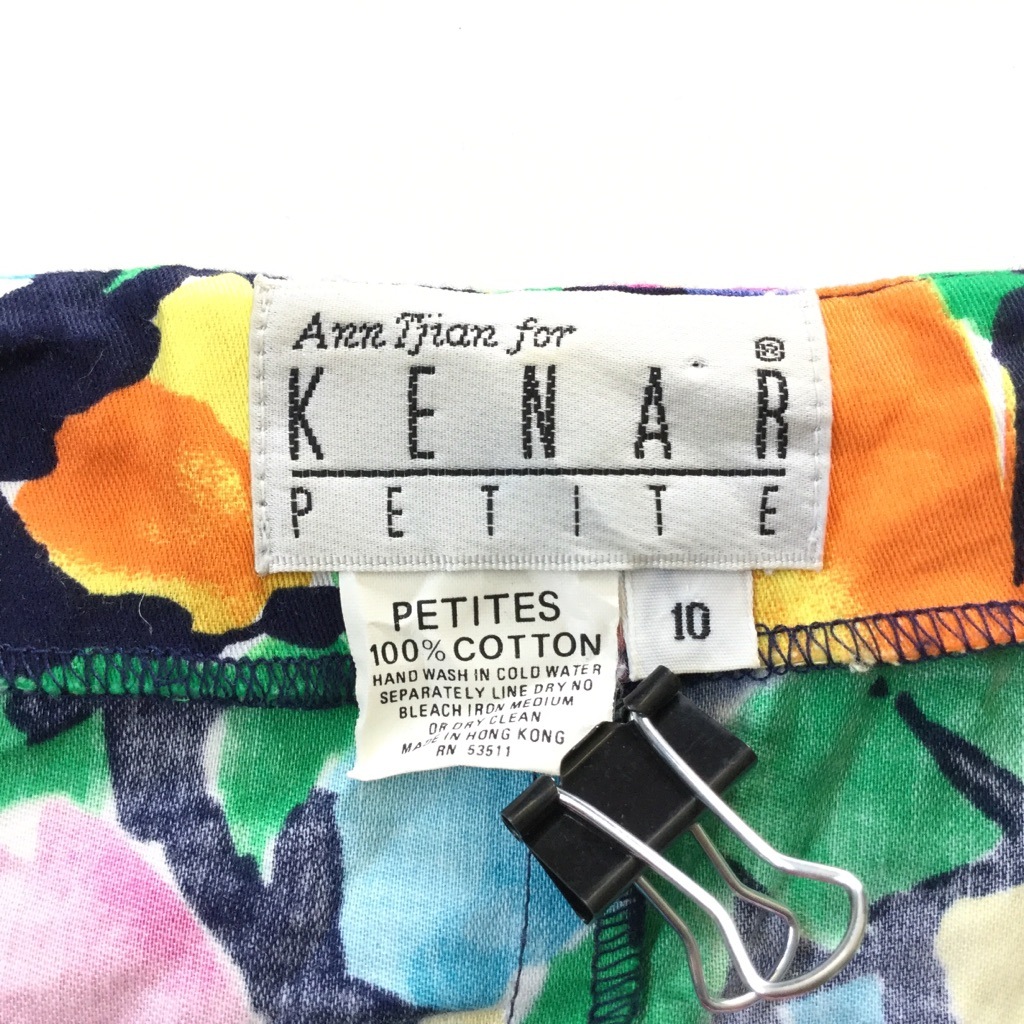 Ann Tjian for
KENAR®
PETITE
PETITES
100% COTTON
HAND WASH IN COLD WATER
SEPARATELY LINE DRY NO
BLEACH IRON MEDIUM
OR DRY CLEAN
MADE IN HONG KONG
RN 53511
10